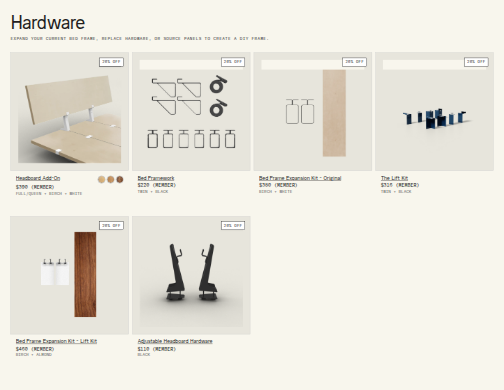 Hardware
EXPAND YOUR CURRENT BED FRAME, REPLACE HARDWARE, OR SOURCE PANELS TO CREATE A DIY FRAME.
20% OFF
20% OFF
20% OFF
20% OFF
Headboard Add-On
$300 (MEMBER)
FULL/QUEEN + BIRCH + WHITE
Bed Framework
$220 (MEMBER)
TWIN + BLACK
Bed Frame Expansion Kit - Original
$300 (MEMBER)
BIRCH + WHITE
The Lift Kit
$316 (MEMBER)
TWIN + BLACK
20% OFF
20% OFF
Bed Frame Expansion Kit - Lift Kit
$460 (MEMBER)
BIRCH + ALMOND
Adjustable Headboard Hardware
$110 (MEMBER)
BLACK